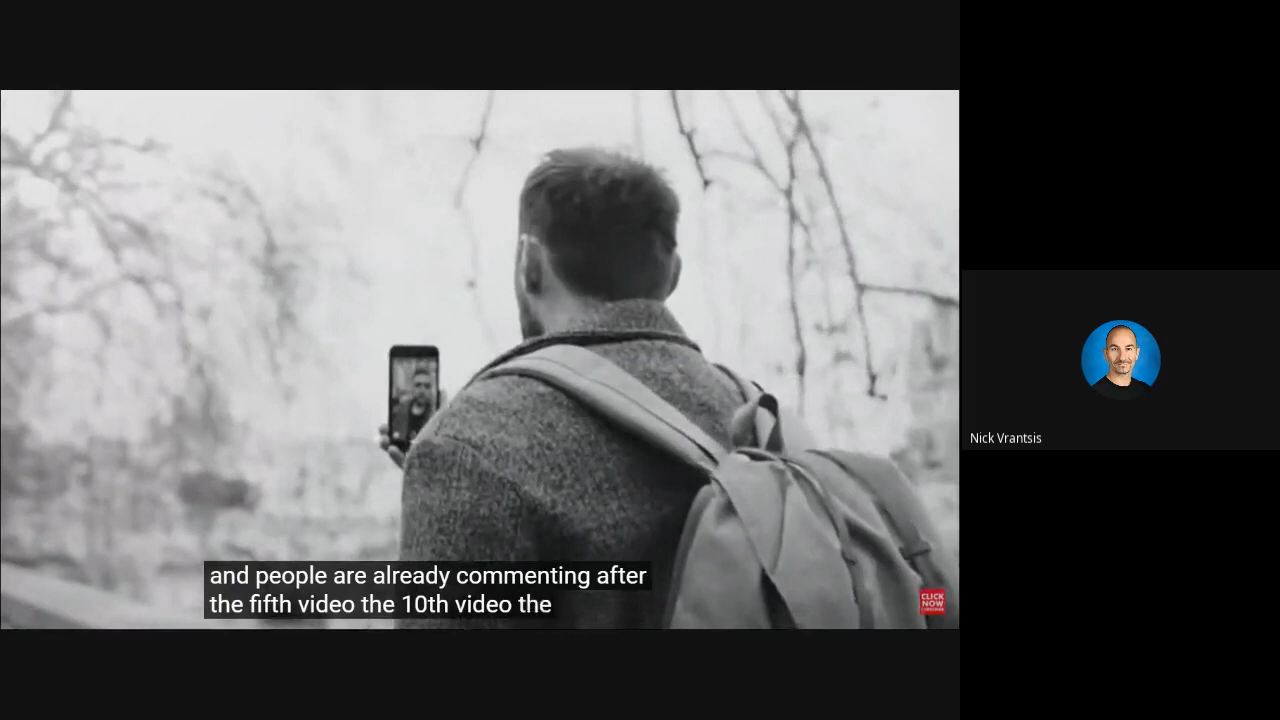 and people are already commenting after
the fifth video the 10th video the
CLICK
NOW
Nick Vrantsis